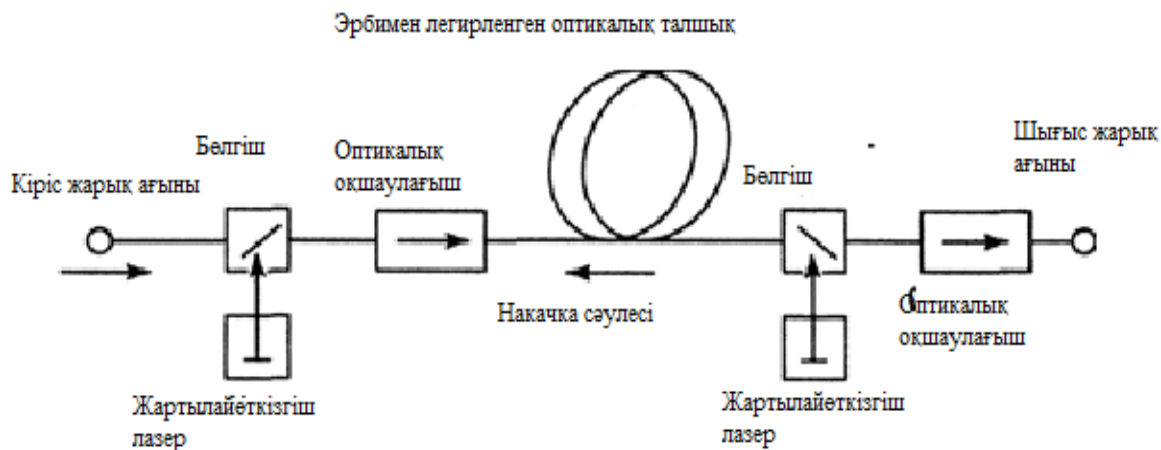 Эрбимен легирленген оптикалық талшық
Бөлгіш
Оптикалық
оқшаулағыш
Кіріс жарық ағыны
Бөлгіш
Шығыс жарық
ағыны
Накачка сәулесі
Оптикалық
оқшаулағыш
Жартылайөткізгіш
лазер
Жартылайөткізгіш
лазер